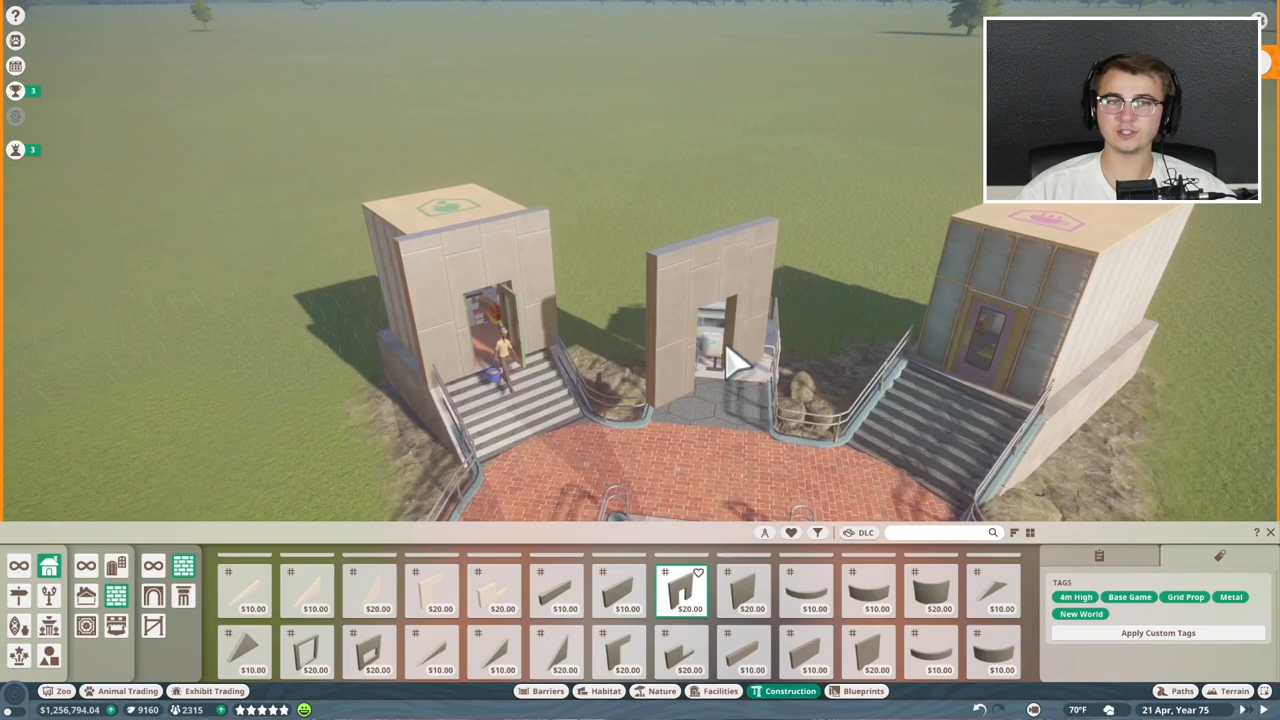 ?
3
3
DLC
?
# $10.00 # $10.00 # $20.00 # $20.00 # $10.00 # $10.00 # $20.00 # $20.00 # $20.00 # $10.00 # $10.00 # $20.00 # $10.00
# $10.00 # $20.00 # $20.00 # $10.00 # $10.00 # $20.00 # $20.00 # $20.00 # $10.00 # $10.00 # $20.00 # $10.00 # $10.00
TAGS
4m High Base Game Grid Prop Metal
New World
Apply Custom Tags
Zoo Animal Trading Exhibit Trading Barriers Habitat Nature Facilities Construction Blueprints Paths Terrain
$1,256,794.04 9160 2315 70°F 21 Apr, Year 75